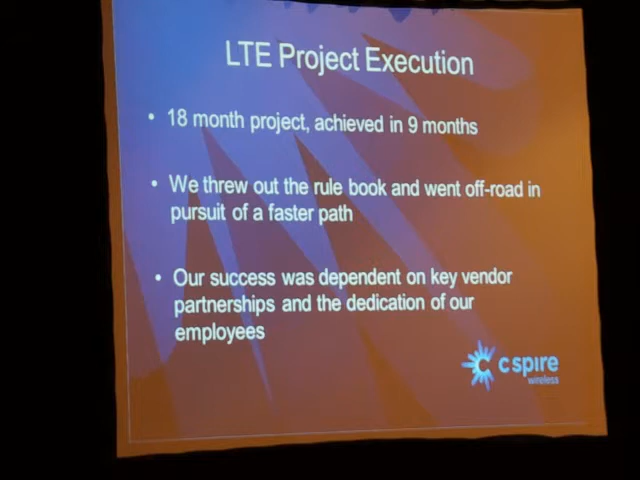 LTE Project Execution
• 18 month project, achieved in 9 months
• We threw out the rule book and went off-road in
pursuit of a faster path
• Our success was dependent on key vendor
partnerships and the dedication of our
employees
c spire
wireless